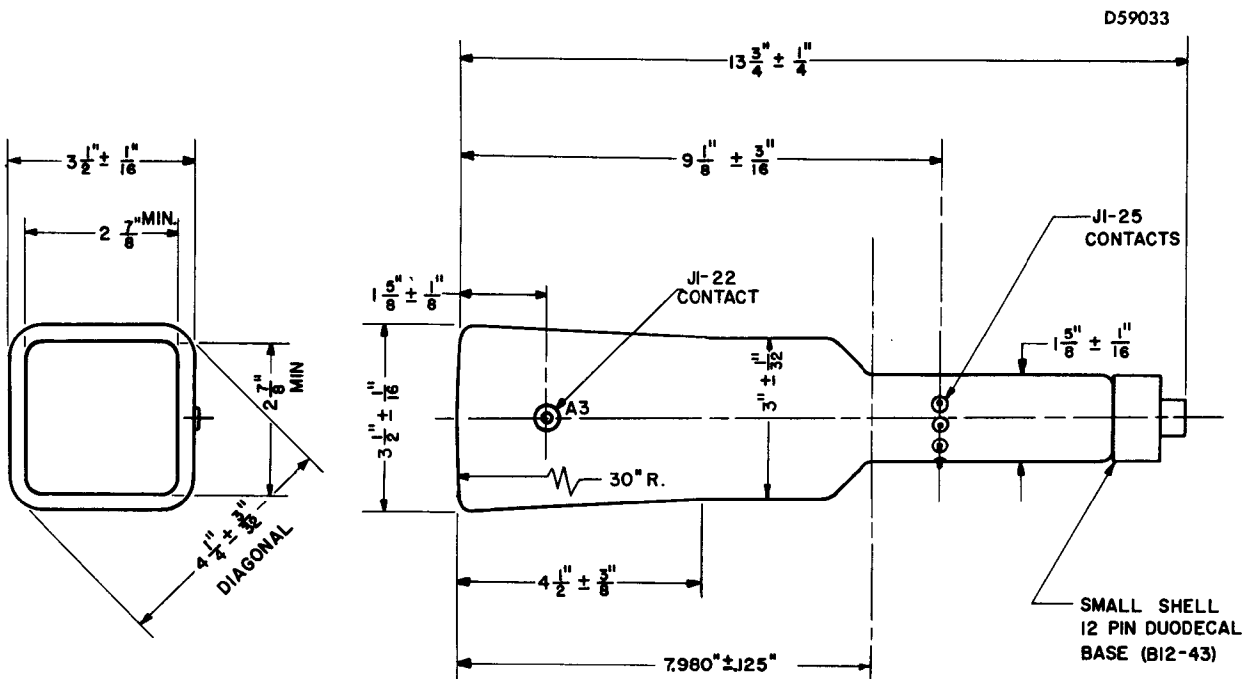 D59033
13 3/4" ± 1/4"
9 1/8" ± 3/16"
3 1/2" ± 1/16"
2 7/8" MIN.
1 5/8" ± 1/8"
J1-22
CONTACT
J1-25
CONTACTS
1 5/8" ± 1/16"
A3
2 7/8" MIN
3 1/2" ± 1/16"
3" ± 1/32"
30" R.
4 1/4" ± 3/32"
DIAGONAL
4 1/2" ± 3/8"
7.980" ± .125"
SMALL SHELL
12 PIN DUODECAL
BASE (B12-43)